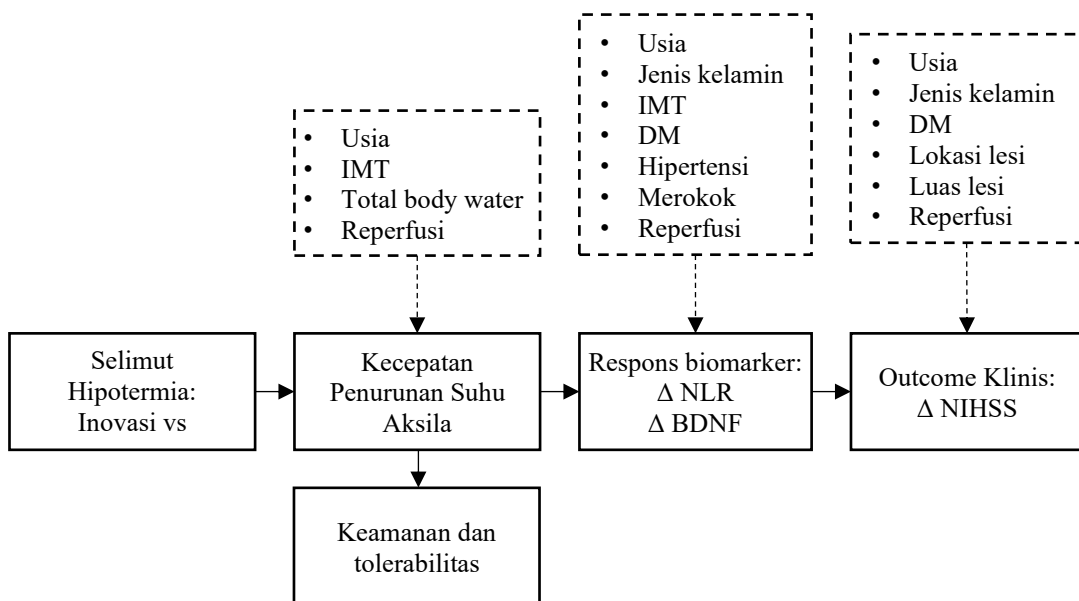 • Usia
• IMT
• Total body water
• Reperfusi
• Usia
• Jenis kelamin
• IMT
• DM
• Hipertensi
• Merokok
• Reperfusi
• Usia
• Jenis kelamin
• DM
• Lokasi lesi
• Luas lesi
• Reperfusi
Selimut
Hipotermia:
Inovasi vs
Kecepatan
Penurunan Suhu
Aksila
Respons biomarker:
Δ NLR
Δ BDNF
Outcome Klinis:
Δ NIHSS
Keamanan dan
tolerabilitas